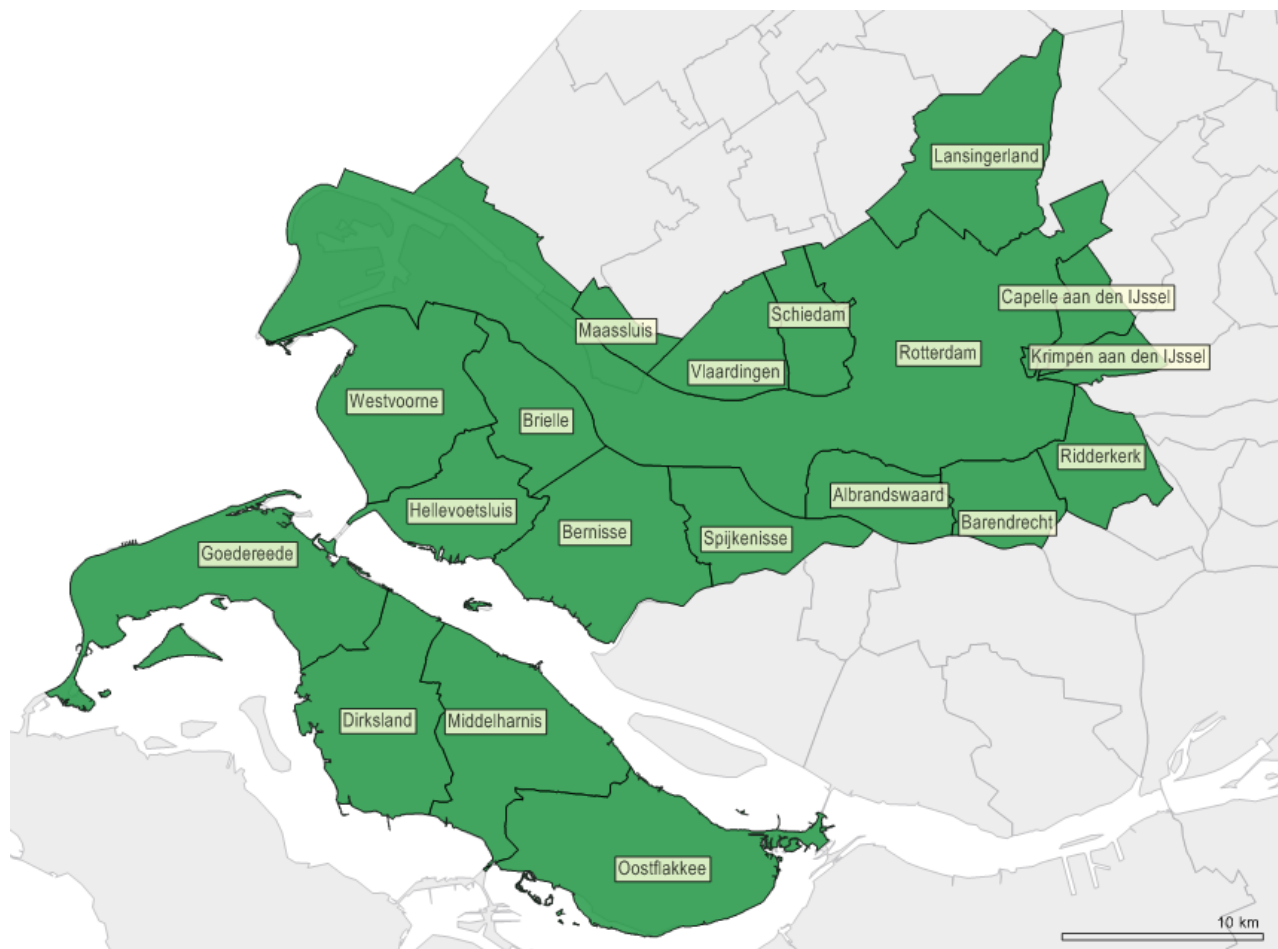 Lansingerland
Capelle aan den IJssel
Schiedam
Maassluis
Rotterdam
Krimpen aan den IJssel
Vlaardingen
Westvoorne
Brielle
Ridderkerk
Albrandswaard
Hellevoetsluis
Barendrecht
Bernisse
Spijkenisse
Goedereede
Dirksland
Middelharnis
Oostflakkee
10 km